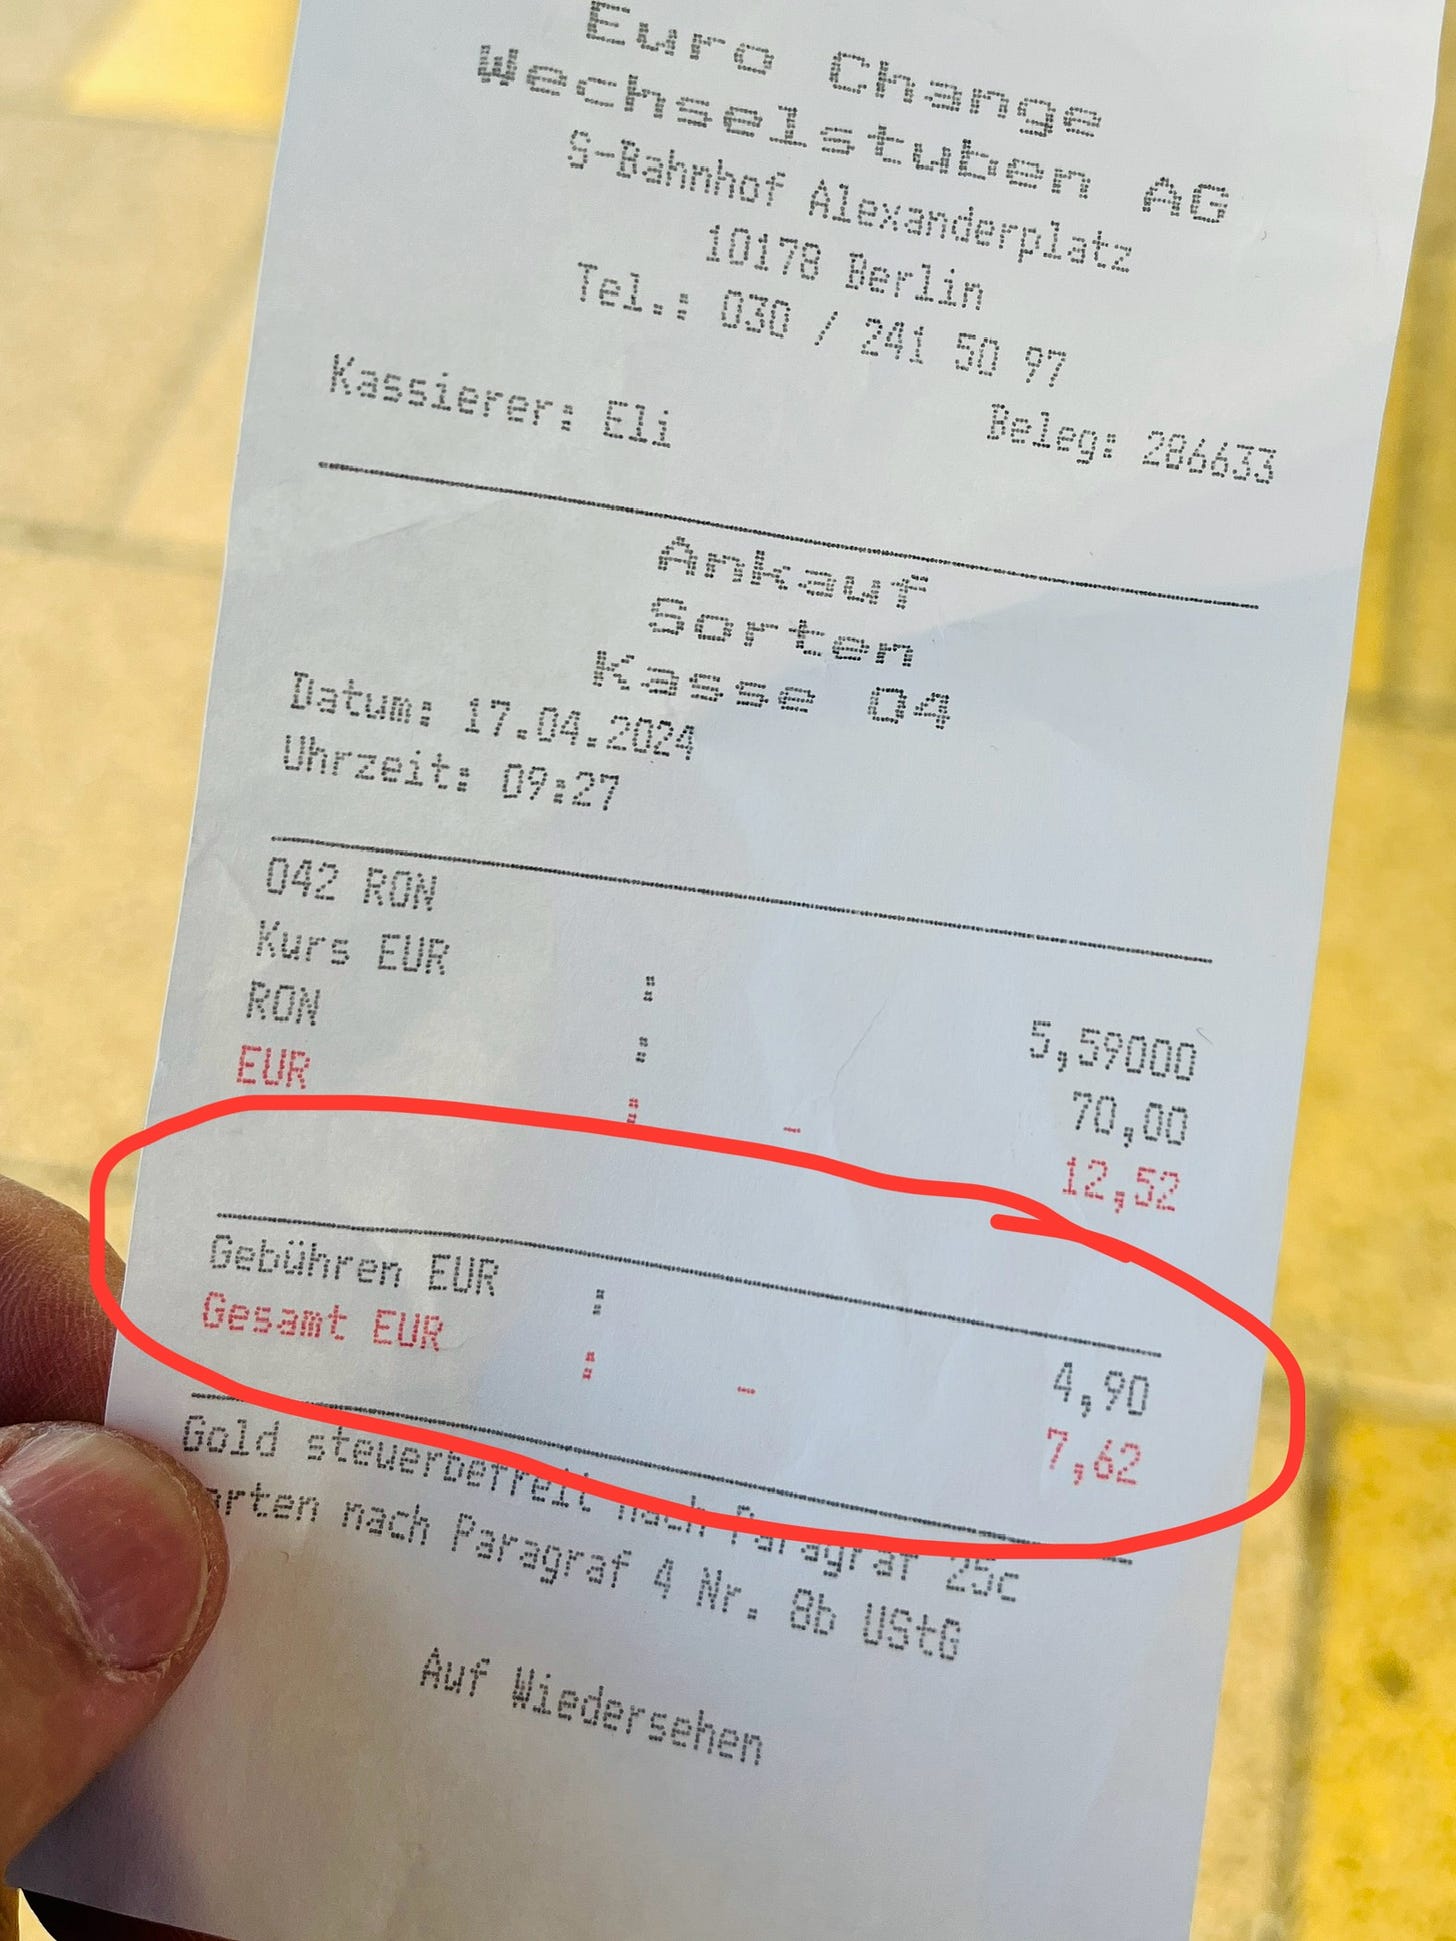 Euro Change
Wechselstuben AG
S-Bahnhof Alexanderplatz
10178 Berlin
Tel.: 030 / 241 50 97
Kassierer: Eli Beleg: 286633
Ankauf
Sorten
Kasse 04
Datum: 17.04.2024
Uhrzeit: 09:27
042 RON
Kurs EUR : 5,59000
RON : 70,00
EUR : - 12,52
Gebühren EUR : 4,90
Gesamt EUR : - 7,62
Gold steuerbefreit nach Paragraf 25c
nach Paragraf 4 Nr. 8b UStG
Auf Wiedersehen